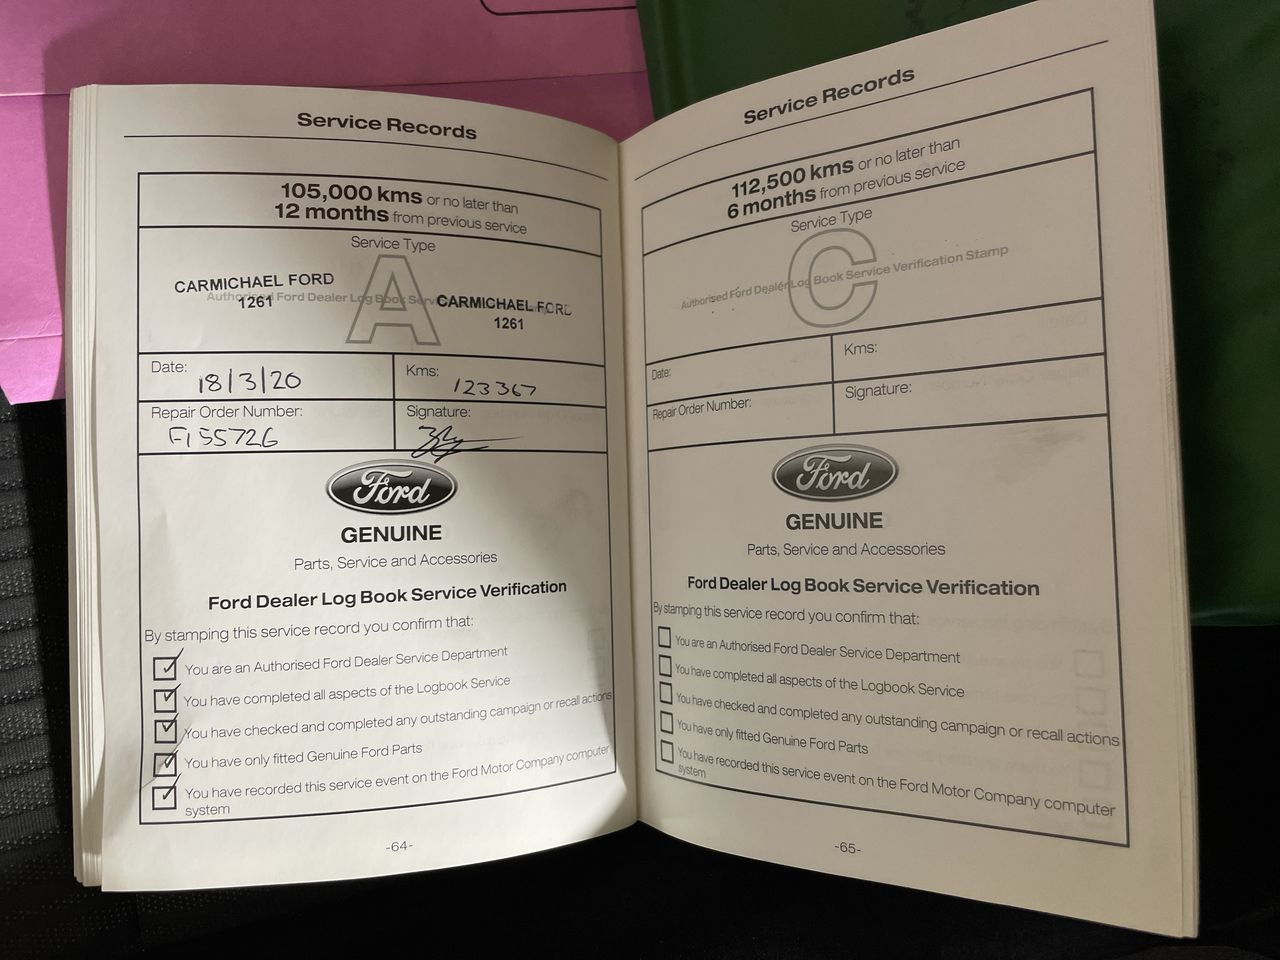 Service Records
105,000 kms or no later than
12 months from previous service
Service Type
A
Authorised Ford Dealer Log Book Serv
CARMICHAEL FORD
1261
CARMICHAEL FORD
1261
Date: 18/3/20
Kms: 123367
Repair Order Number:
F155726
Signature:
Ford
GENUINE
Parts, Service and Accessories
Ford Dealer Log Book Service Verification
By stamping this service record you confirm that:
You are an Authorised Ford Dealer Service Department
You have completed all aspects of the Logbook Service
You have checked and completed any outstanding campaign or recall actions
You have only fitted Genuine Ford Parts
You have recorded this service event on the Ford Motor Company computer
system
-64-
Service Records
112,500 kms or no later than
6 months from previous service
Service Type
C
Authorised Ford Dealer Log Book Service Verification Stamp
Date:
Kms:
Repair Order Number:
Signature:
Ford
GENUINE
Parts, Service and Accessories
Ford Dealer Log Book Service Verification
By stamping this service record you confirm that:
You are an Authorised Ford Dealer Service Department
You have completed all aspects of the Logbook Service
You have checked and completed any outstanding campaign or recall actions
You have only fitted Genuine Ford Parts
You have recorded this service event on the Ford Motor Company computer
system
-65-